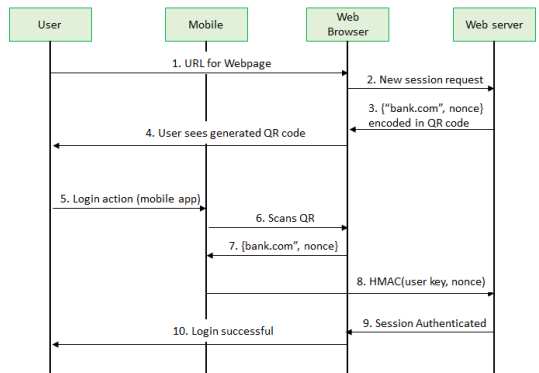 User
Mobile
Web
Browser
Web server
1. URL for Webpage
2. New session request
3. {“bank.com”, nonce}
encoded in QR code
4. User sees generated QR code
5. Login action (mobile app)
6. Scans QR
7. {bank.com”, nonce}
8. HMAC(user key, nonce)
9. Session Authenticated
10. Login successful